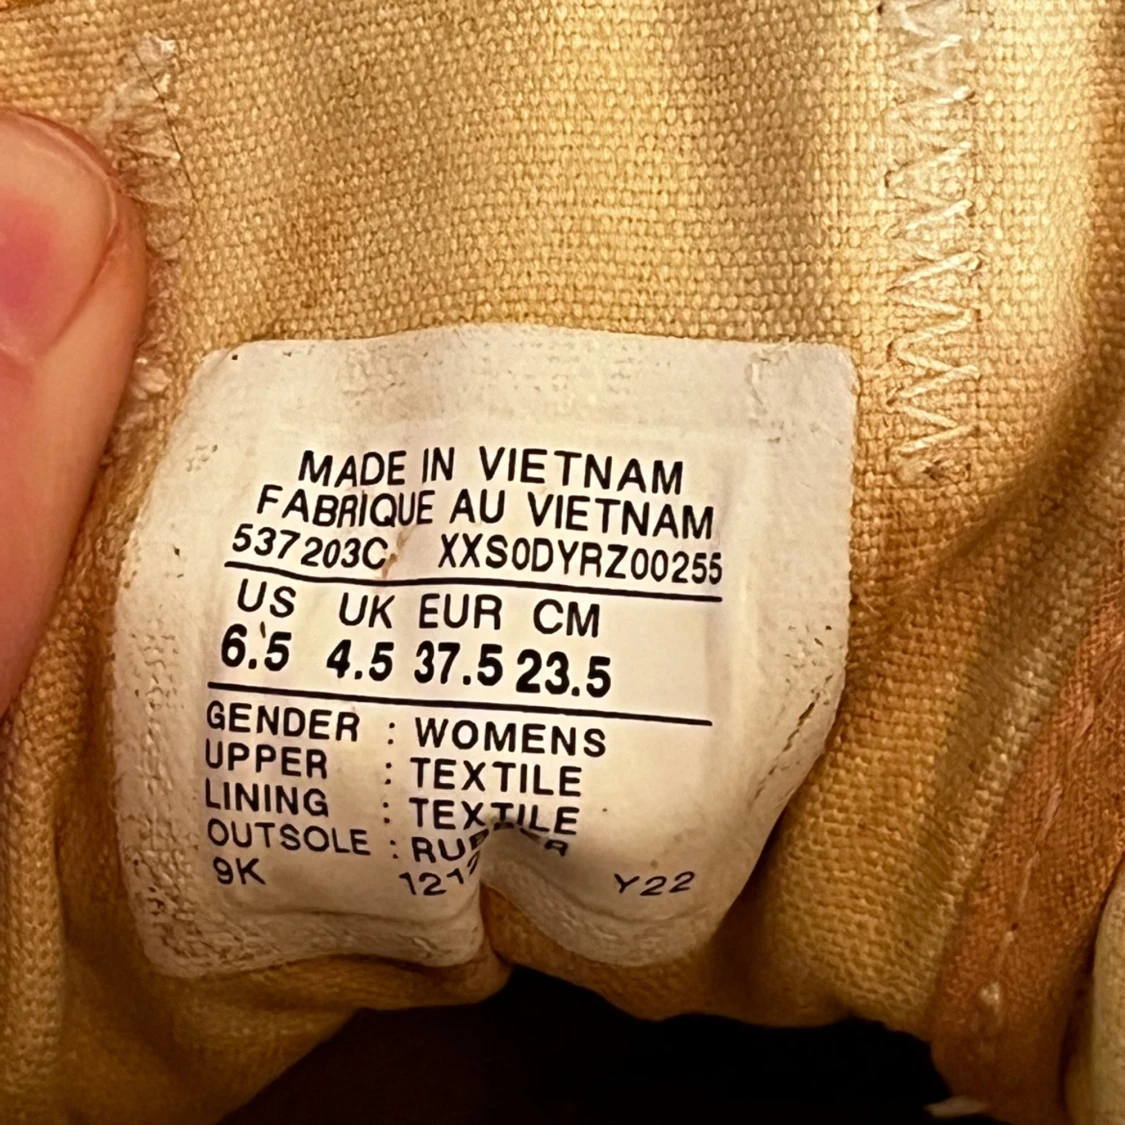 MADE IN VIETNAM
FABRIQUE AU VIETNAM
537203C XXS0DYRZ00255
US UK EUR CM
6.5 4.5 37.5 23.5
GENDER : WOMENS
UPPER : TEXTILE
LINING : TEXTILE
OUTSOLE : RUBBER
9K Y22